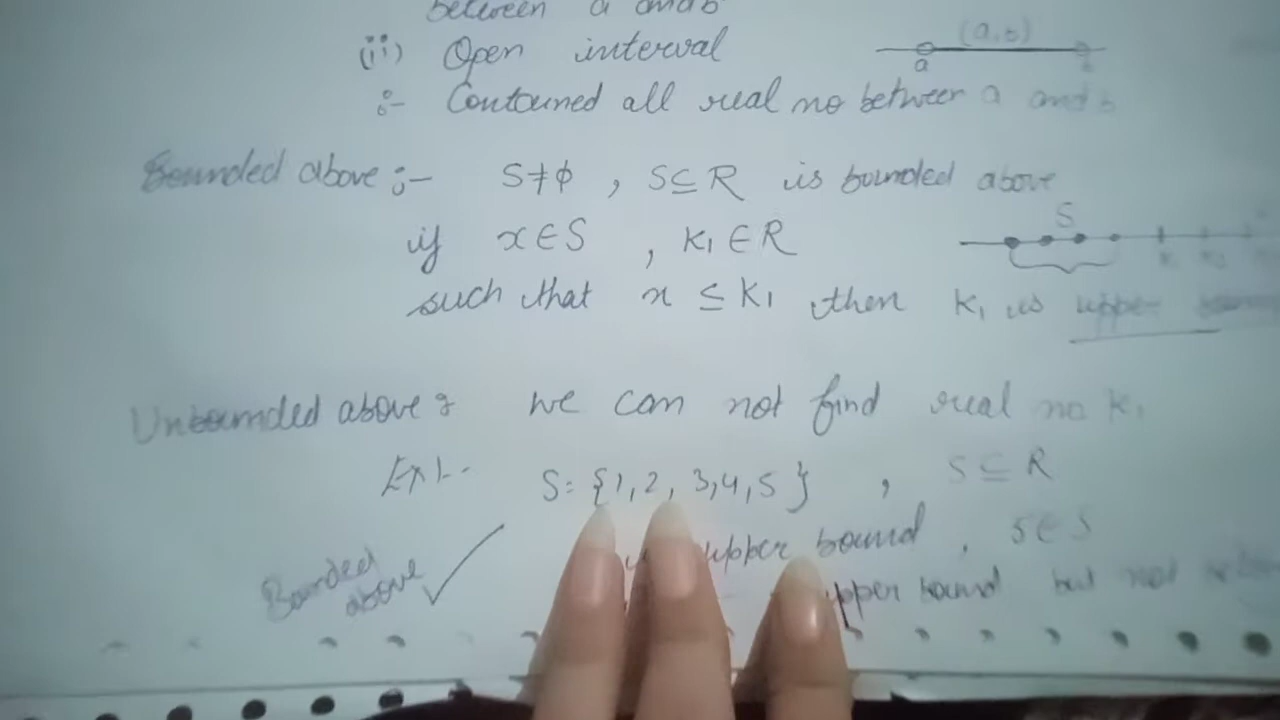 between a and b
(ii) Open interval
(a,b)
a
:- Contouned all real no between a and b
Bounded above :- S≠ϕ , S⊆R is bounded above
if x∈S , K₁∈R
S
such that x ≤ K₁ then K₁ is upper
Unbounded above : we can not find real no K₁
Ex:- S= {1,2, 3,4,5} , S⊆R
upper bound , 5∈S
Bounded above ✓
upper bound but not